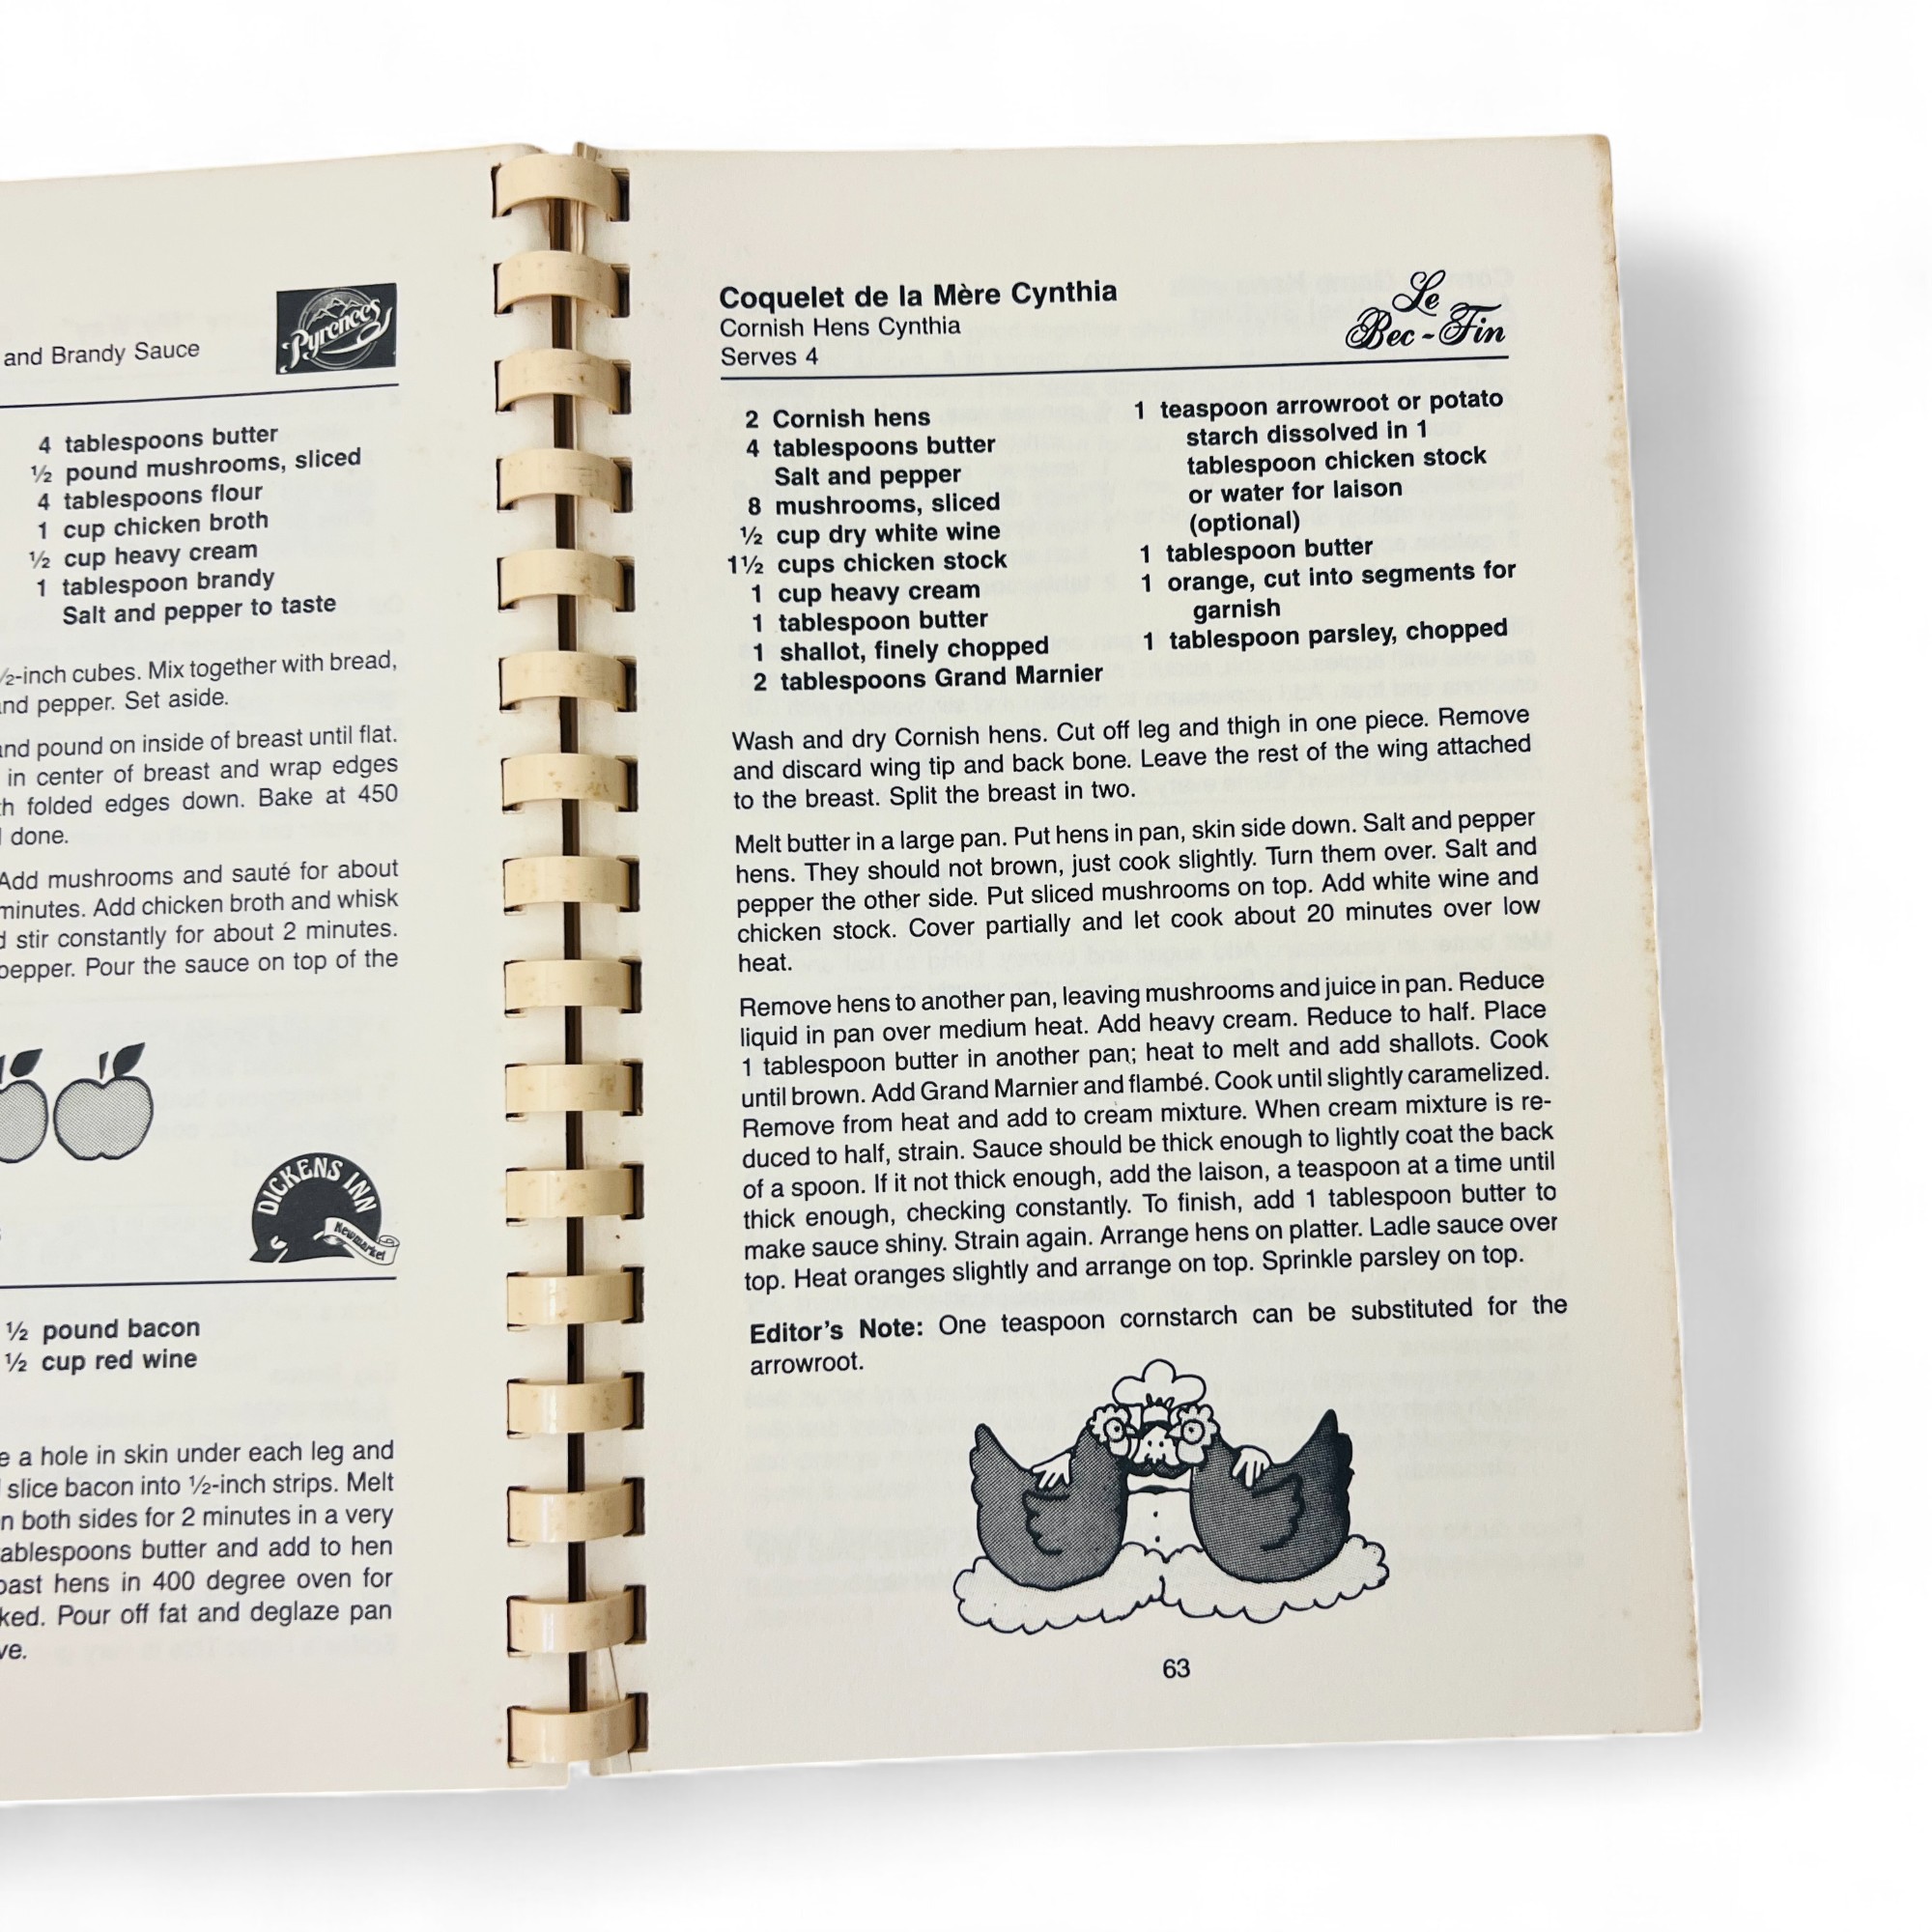 Pyrenees
and Brandy Sauce
4 tablespoons butter
½ pound mushrooms, sliced
4 tablespoons flour
1 cup chicken broth
½ cup heavy cream
1 tablespoon brandy
Salt and pepper to taste
½-inch cubes. Mix together with bread,
and pepper. Set aside.
and pound on inside of breast until flat.
in center of breast and wrap edges
folded edges down. Bake at 450
done.
Add mushrooms and sauté for about
minutes. Add chicken broth and whisk
stir constantly for about 2 minutes.
pepper. Pour the sauce on top of the
DICKENS INN
Newmarket
½ pound bacon
½ cup red wine
a hole in skin under each leg and
slice bacon into ½-inch strips. Melt
on both sides for 2 minutes in a very
tablespoons butter and add to hen
hens in 400 degree oven for
Pour off fat and deglaze pan
Coquelet de la Mère Cynthia
Cornish Hens Cynthia
Serves 4
Le
Bec-Fin
2 Cornish hens
4 tablespoons butter
Salt and pepper
8 mushrooms, sliced
½ cup dry white wine
1½ cups chicken stock
1 cup heavy cream
1 tablespoon butter
1 shallot, finely chopped
2 tablespoons Grand Marnier
1 teaspoon arrowroot or potato
starch dissolved in 1
tablespoon chicken stock
or water for laison
(optional)
1 tablespoon butter
1 orange, cut into segments for
garnish
1 tablespoon parsley, chopped
Wash and dry Cornish hens. Cut off leg and thigh in one piece. Remove
and discard wing tip and back bone. Leave the rest of the wing attached
to the breast. Split the breast in two.
Melt butter in a large pan. Put hens in pan, skin side down. Salt and pepper
hens. They should not brown, just cook slightly. Turn them over. Salt and
pepper the other side. Put sliced mushrooms on top. Add white wine and
chicken stock. Cover partially and let cook about 20 minutes over low
heat.
Remove hens to another pan, leaving mushrooms and juice in pan. Reduce
liquid in pan over medium heat. Add heavy cream. Reduce to half. Place
1 tablespoon butter in another pan; heat to melt and add shallots. Cook
until brown. Add Grand Marnier and flambé. Cook until slightly caramelized.
Remove from heat and add to cream mixture. When cream mixture is re-
duced to half, strain. Sauce should be thick enough to lightly coat the back
of a spoon. If it not thick enough, add the laison, a teaspoon at a time until
thick enough, checking constantly. To finish, add 1 tablespoon butter to
make sauce shiny. Strain again. Arrange hens on platter. Ladle sauce over
top. Heat oranges slightly and arrange on top. Sprinkle parsley on top.
Editor's Note: One teaspoon cornstarch can be substituted for the
arrowroot.
63